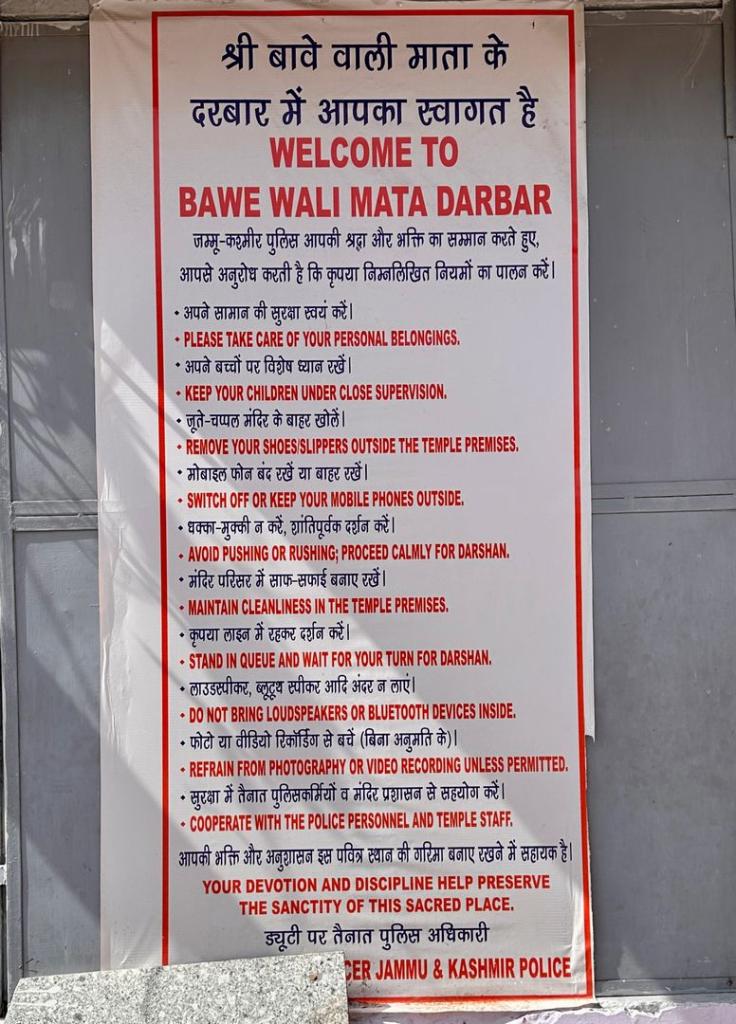 श्री बावे वाली माता के
दरबार में आपका स्वागत है
WELCOME TO
BAWE WALI MATA DARBAR
जम्मू-कश्मीर पुलिस आपकी श्रद्धा और भक्ति का सम्मान करते हुए,
आपसे अनुरोध करती है कि कृपया निम्नलिखित नियमों का पालन करें।
• अपने सामान की सुरक्षा स्वयं करें।
• PLEASE TAKE CARE OF YOUR PERSONAL BELONGINGS.
• अपने बच्चों पर विशेष ध्यान रखें।
• KEEP YOUR CHILDREN UNDER CLOSE SUPERVISION.
• जूते-चप्पल मंदिर के बाहर खोलें।
• REMOVE YOUR SHOES/SLIPPERS OUTSIDE THE TEMPLE PREMISES.
• मोबाइल फोन बंद रखें या बाहर रखें।
• SWITCH OFF OR KEEP YOUR MOBILE PHONES OUTSIDE.
• धक्का-मुक्की न करें, शांतिपूर्वक दर्शन करें।
• AVOID PUSHING OR RUSHING; PROCEED CALMLY FOR DARSHAN.
• मंदिर परिसर में साफ-सफाई बनाए रखें।
• MAINTAIN CLEANLINESS IN THE TEMPLE PREMISES.
• कृपया लाइन में रहकर दर्शन करें।
• STAND IN QUEUE AND WAIT FOR YOUR TURN FOR DARSHAN.
• लाउडस्पीकर, ब्लूटूथ स्पीकर आदि अंदर न लाएं।
• DO NOT BRING LOUDSPEAKERS OR BLUETOOTH DEVICES INSIDE.
• फोटो या वीडियो रिकॉर्डिंग से बचें (बिना अनुमति के)।
• REFRAIN FROM PHOTOGRAPHY OR VIDEO RECORDING UNLESS PERMITTED.
• सुरक्षा में तैनात पुलिसकर्मियों व मंदिर प्रशासन से सहयोग करें।
• COOPERATE WITH THE POLICE PERSONNEL AND TEMPLE STAFF.
आपकी भक्ति और अनुशासन इस पवित्र स्थान की गरिमा बनाए रखने में सहायक है।
YOUR DEVOTION AND DISCIPLINE HELP PRESERVE
THE SANCTITY OF THIS SACRED PLACE.
ड्यूटी पर तैनात पुलिस अधिकारी
CER JAMMU & KASHMIR POLICE